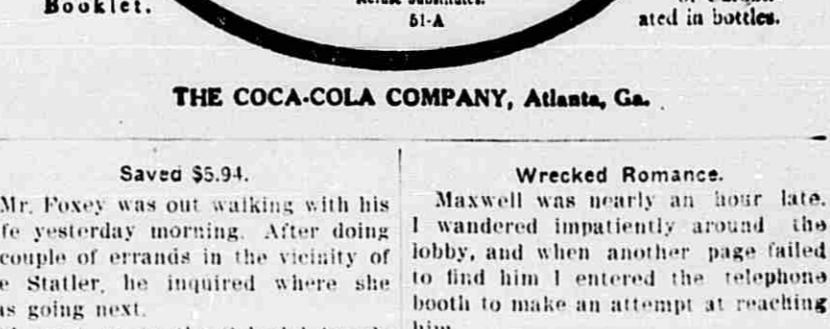 Booklet.
51-A
ated in bottles.
THE COCA-COLA COMPANY, Atlanta, Ga.
Saved $5.94.
Mr. Foxey was out walking with his
fe yesterday morning. After doing
couple of errands in the vicinity of
e Statler, he inquired where she
as going next.
Wrecked Romance.
Maxwell was nearly an hour late.
I wandered impatiently around the
lobby, and when another page failed
to find him I entered the telephone
booth to make an attempt at reaching
him